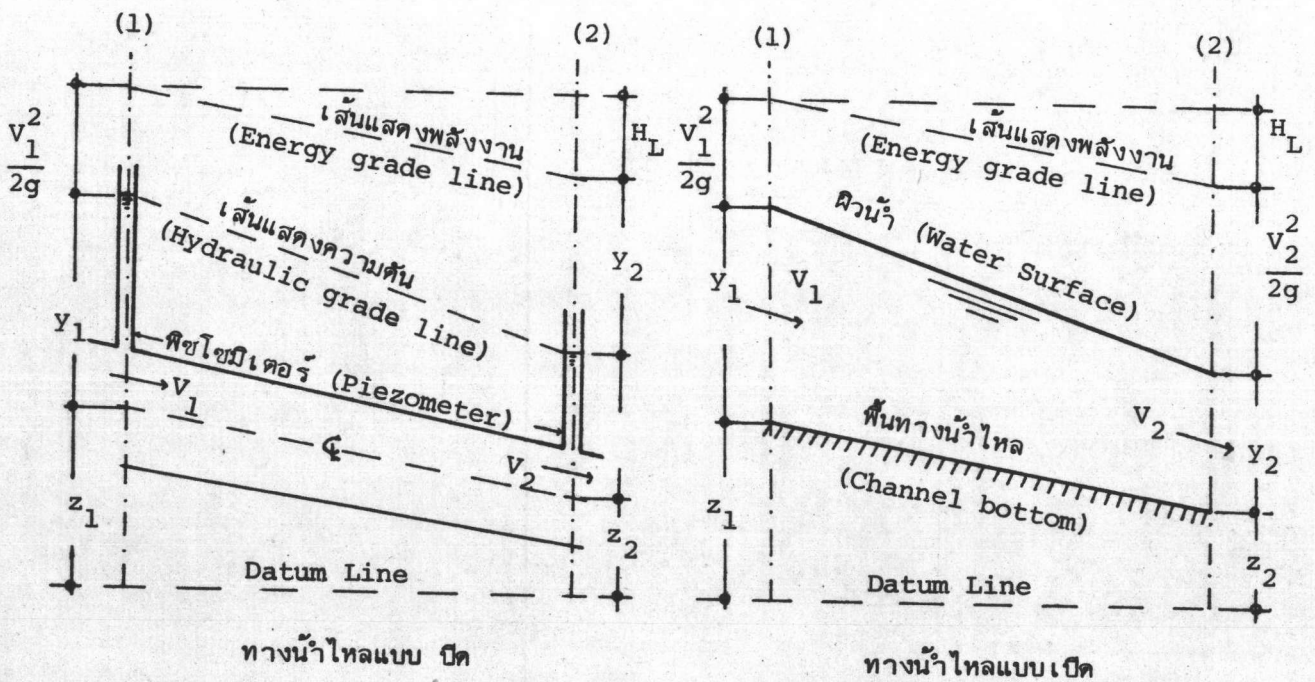 (1)
(2)
V₁²/2g
เส้นแสดงพลังงาน
(Energy grade line)
H_L
เส้นแสดงความดัน
(Hydraulic grade line)
Y₂
Y₁
พิซโซมิเตอร์ (Piezometer)
V₁
℄
V₂
z₁
z₂
Datum Line
ทางน้ำไหลแบบ ปิด
(1)
(2)
V₁²/2g
เส้นแสดงพลังงาน
(Energy grade line)
H_L
ผิวน้ำ (Water Surface)
V₂²/2g
Y₁
V₁
พื้นทางน้ำไหล
(Channel bottom)
V₂
Y₂
z₁
z₂
Datum Line
ทางน้ำไหลแบบเปิด